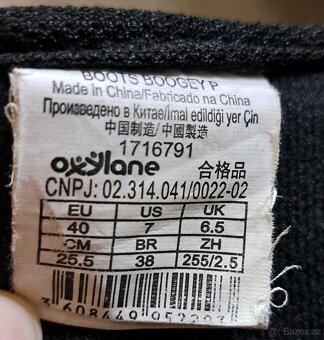 BOOTS BOOGEY P
Made in China/Fabricado na China
Произведено в Китае/Imal edildiği yer Çin
中国制造/中國製造
1716791
oxylane 合格品
CNPJ: 02.314.041/0022-02
EU US UK
40 7 6.5
CM BR ZH
25.5 38 255/2.5